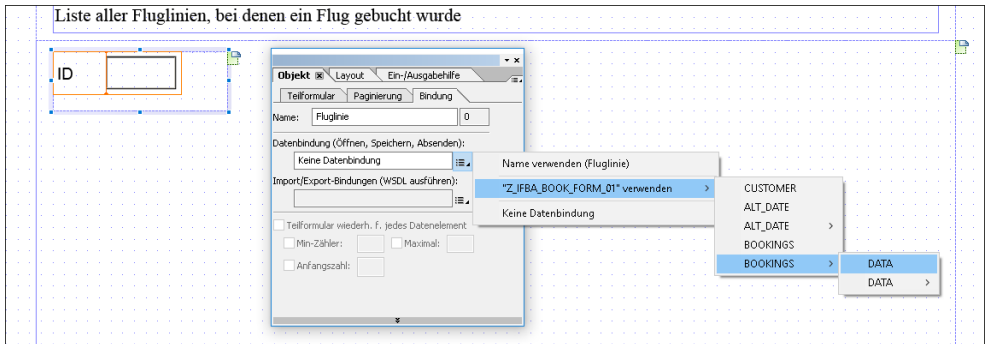 Liste aller Fluglinien, bei denen ein Flug gebucht wurde
ID
Objekt Layout Ein-/Ausgabehilfe
Teilformular Paginierung Bindung
Name: Fluglinie 0
Datenbindung (Öffnen, Speichern, Absenden):
Keine Datenbindung
Import/Export-Bindungen (WSDL ausführen):
Teilformular wiederh. f. jedes Datenelement
Min-Zähler: Maximal:
Anfangszahl:
Name verwenden (Fluglinie)
"Z_IFBA_BOOK_FORM_01" verwenden
Keine Datenbindung
CUSTOMER
ALT_DATE
ALT_DATE
BOOKINGS
BOOKINGS
DATA
DATA